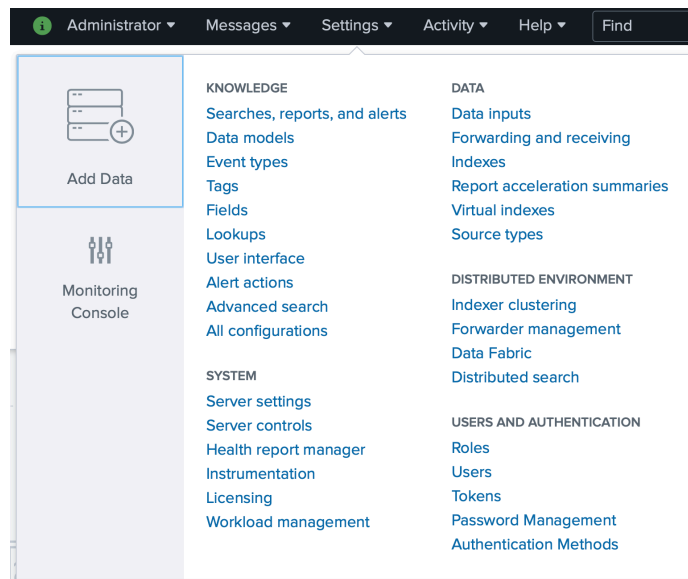 Administrator Messages Settings Activity Help Find
Add Data
Monitoring
Console
KNOWLEDGE
Searches, reports, and alerts
Data models
Event types
Tags
Fields
Lookups
User interface
Alert actions
Advanced search
All configurations
SYSTEM
Server settings
Server controls
Health report manager
Instrumentation
Licensing
Workload management
DATA
Data inputs
Forwarding and receiving
Indexes
Report acceleration summaries
Virtual indexes
Source types
DISTRIBUTED ENVIRONMENT
Indexer clustering
Forwarder management
Data Fabric
Distributed search
USERS AND AUTHENTICATION
Roles
Users
Tokens
Password Management
Authentication Methods